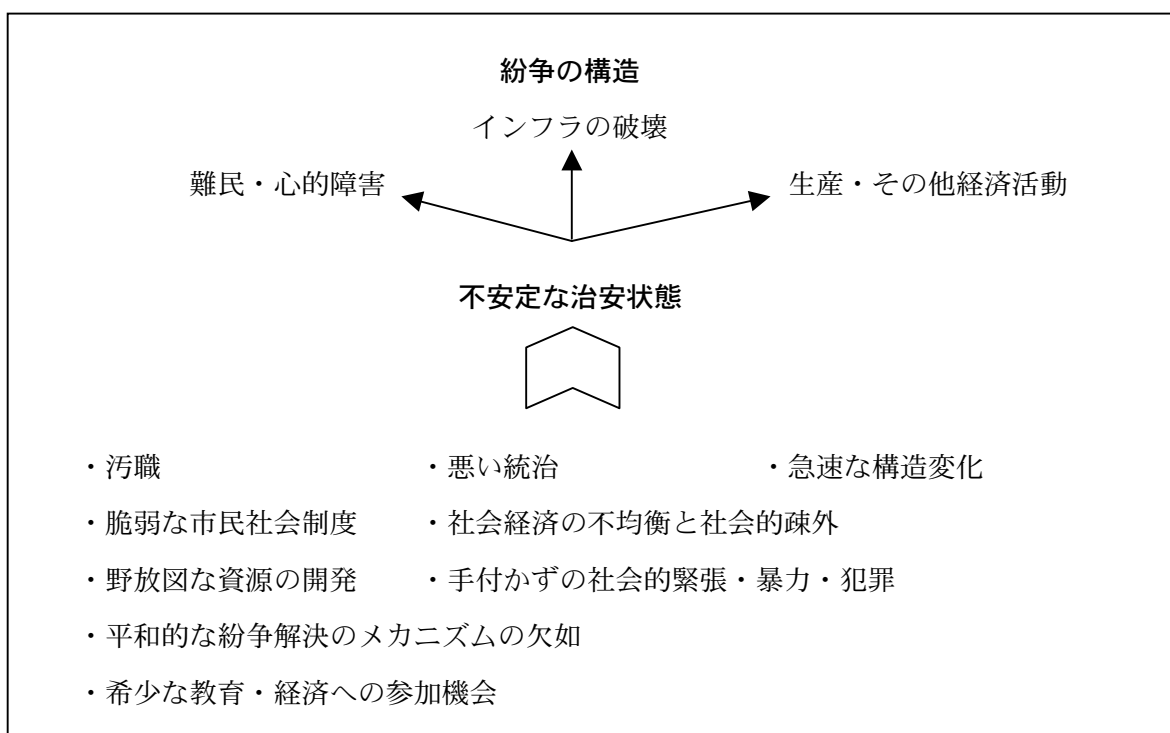 紛争の構造
インフラの破壊
難民・心的障害 生産・その他経済活動
不安定な治安状態
・汚職 ・悪い統治 ・急速な構造変化
・脆弱な市民社会制度 ・社会経済の不均衡と社会的疎外
・野放図な資源の開発 ・手付かずの社会的緊張・暴力・犯罪
・平和的な紛争解決のメカニズムの欠如
・希少な教育・経済への参加機会